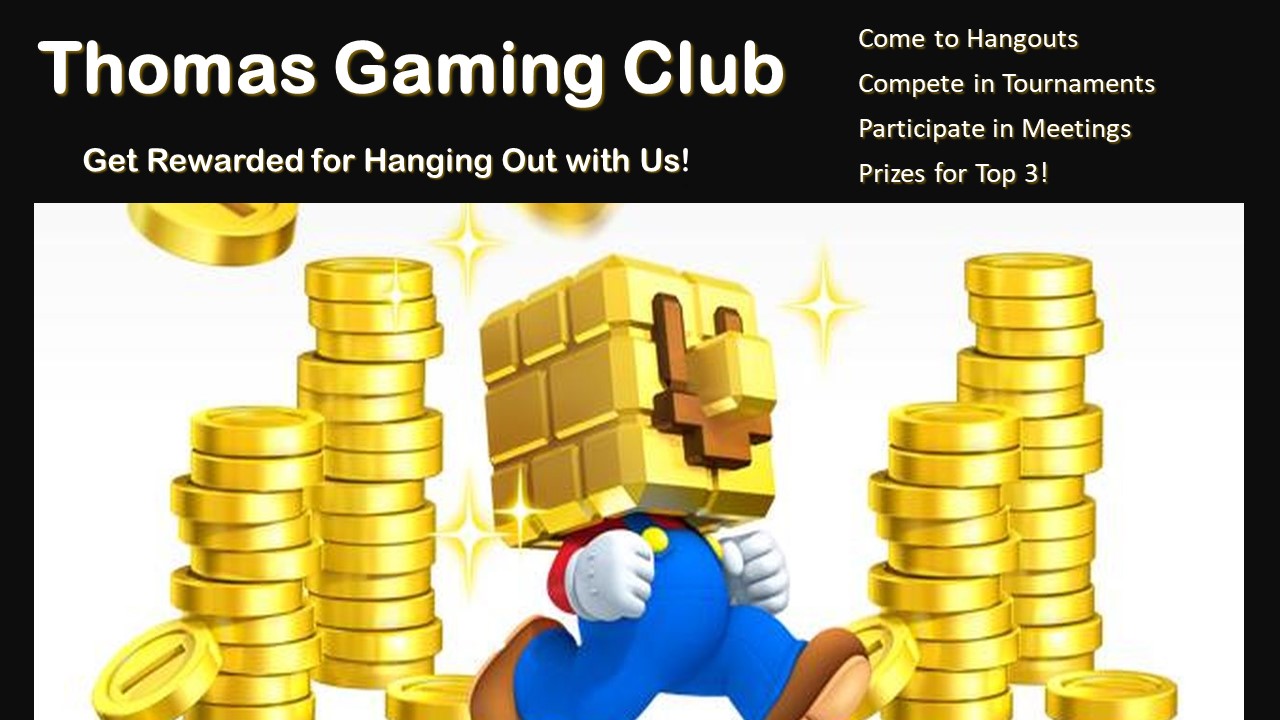 Thomas Gaming Club
Get Rewarded for Hanging Out with Us!
Come to Hangouts
Compete in Tournaments
Participate in Meetings
Prizes for Top 3!